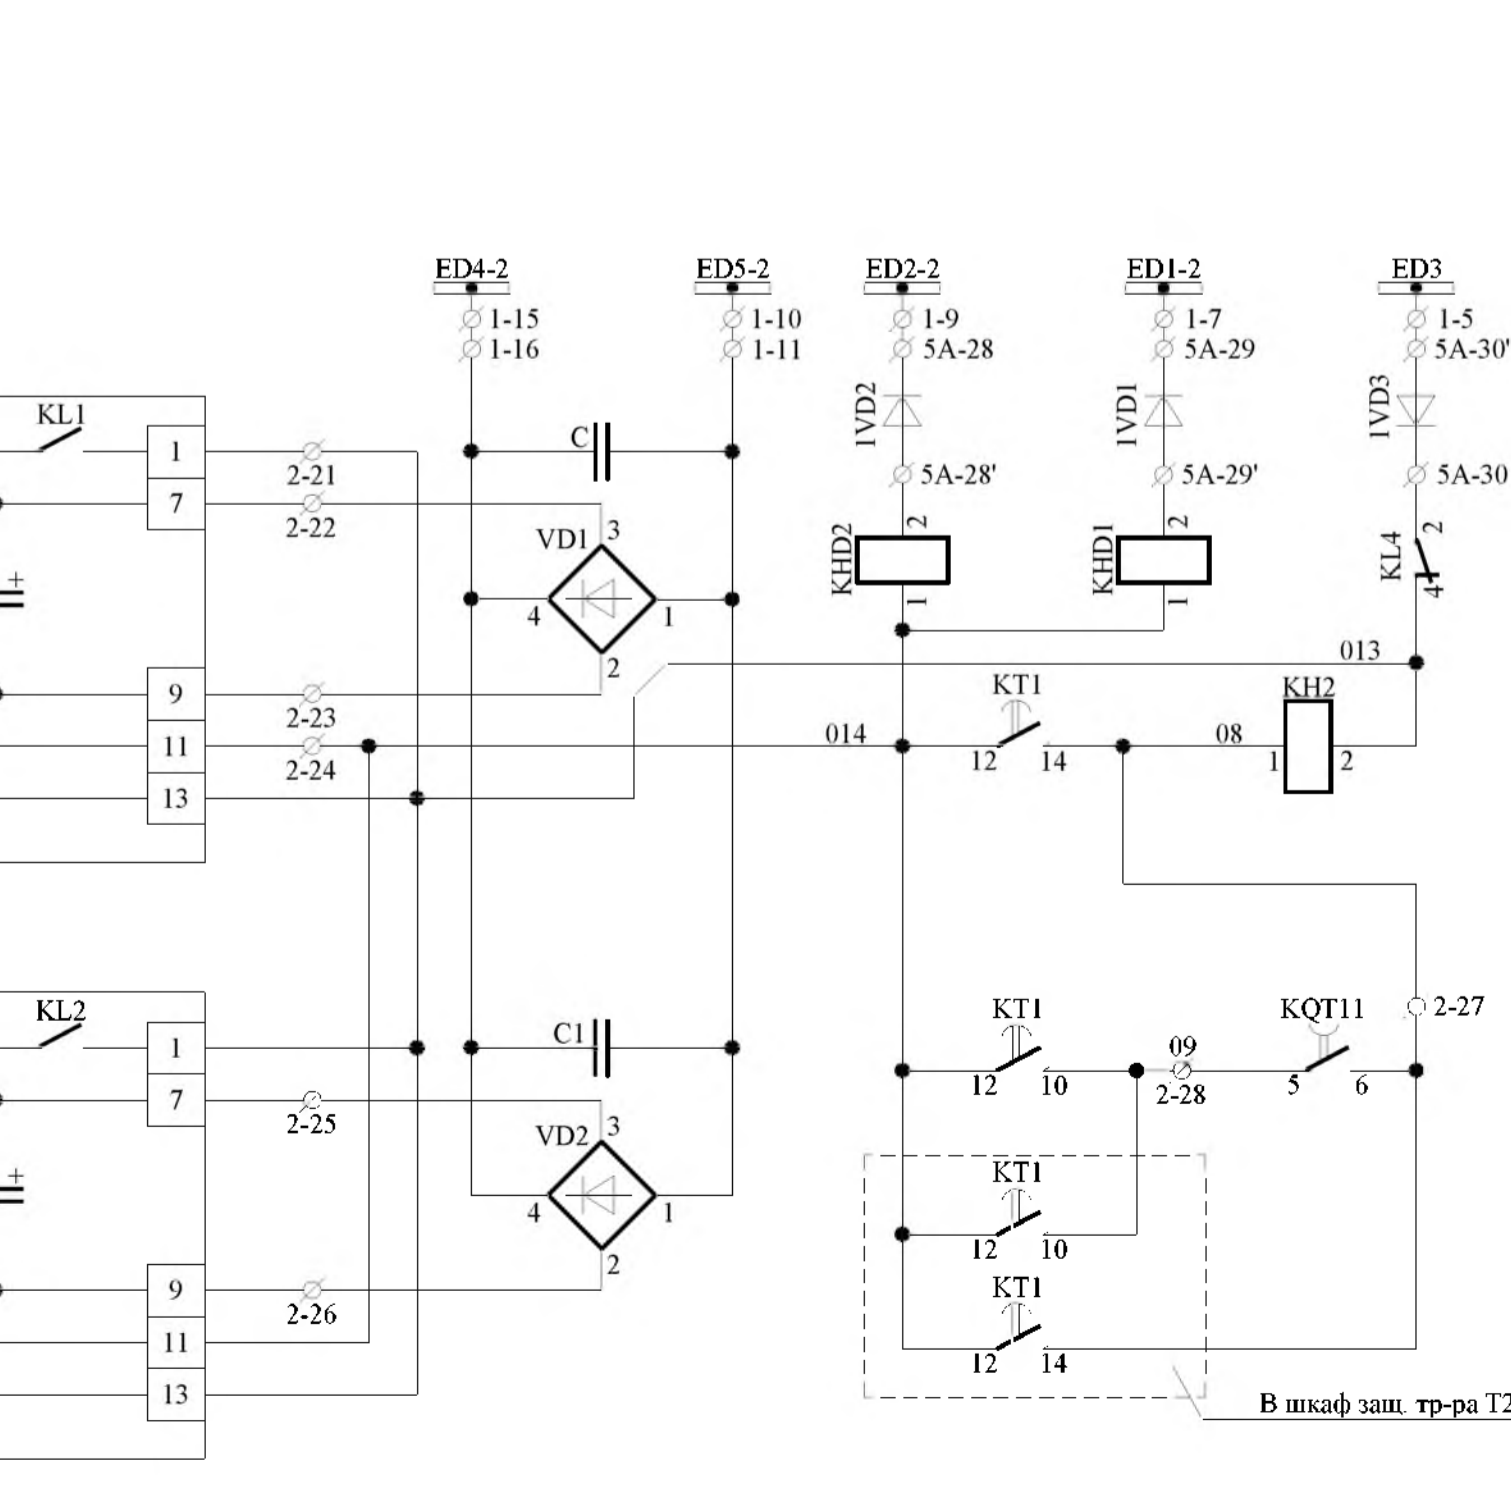 ED4-2 ED5-2 ED2-2 ED1-2 ED3
1-15 1-10 1-9 1-7 1-5
1-16 1-11 5A-28 5A-29 5A-30'
1VD2 1VD1 1VD3
KL1 C
1 2-21 5A-28' 5A-29' 5A-30
7 2-22
VD1 3 KHD2 2 KHD1 2 KL4 2
+ 4 1 1 1 4
2 013
9 2-23 KT1 KH2
11 2-24 014 12 14 08 1 2
13
KL2 C1 KT1 KQT11 2-27
1 09
12 10 2-28 5 6
7 2-25
VD2 3
KT1
+ 4 1 12 10
2
9 2-26 KT1
11 12 14
13 В шкаф защ. тр-ра Т2